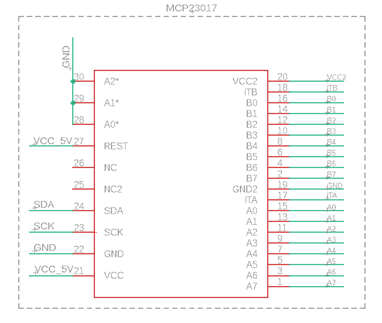 MCP23017
GND
30 A2* VCC2 20 VCC2
29 A1* ITB 18 ITB
28 A0* B0 16 B0
B1 14 B1
VCC_5V 27 REST B2 12 B2
B3 10 B3
26 NC B4 8 B4
B5 6 B5
25 NC2 B6 4 B6
B7 2 B7
SDA 24 SDA GND2 19 GND
ITA 17 ITA
SCK 23 SCK A0 15 A0
A1 13 A1
GND 22 GND A2 11 A2
A3 9 A3
VCC_5V 21 VCC A4 7 A4
A5 5 A5
A6 3 A6
A7 1 A7